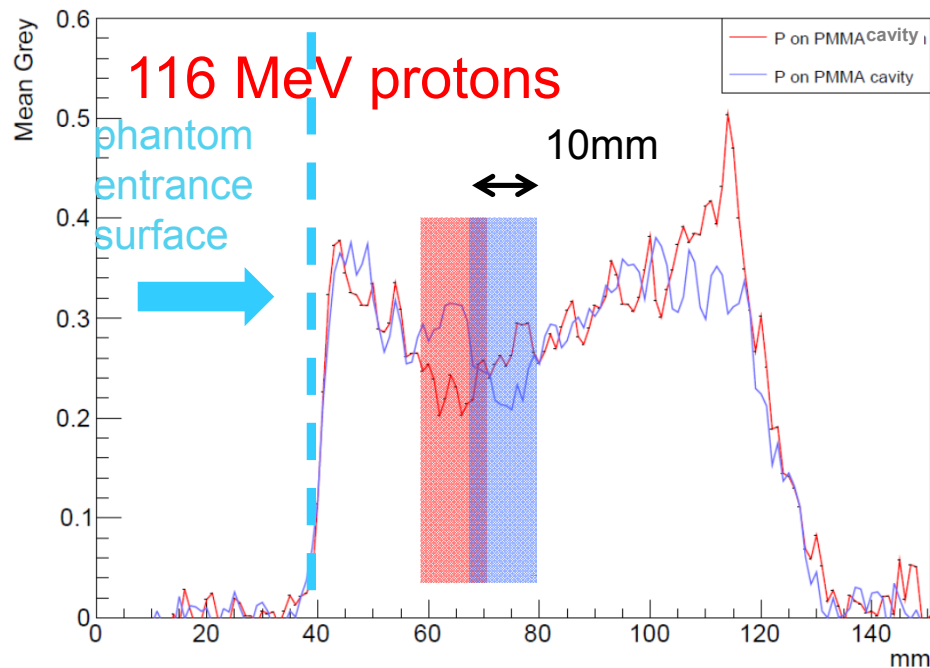 Mean Grey
0.6
0.5
0.4
0.3
0.2
0.1
0
116 MeV protons
phantom
entrance
surface
10mm
P on PMMA cavity
P on PMMA cavity
0 20 40 60 80 100 120 140
mm